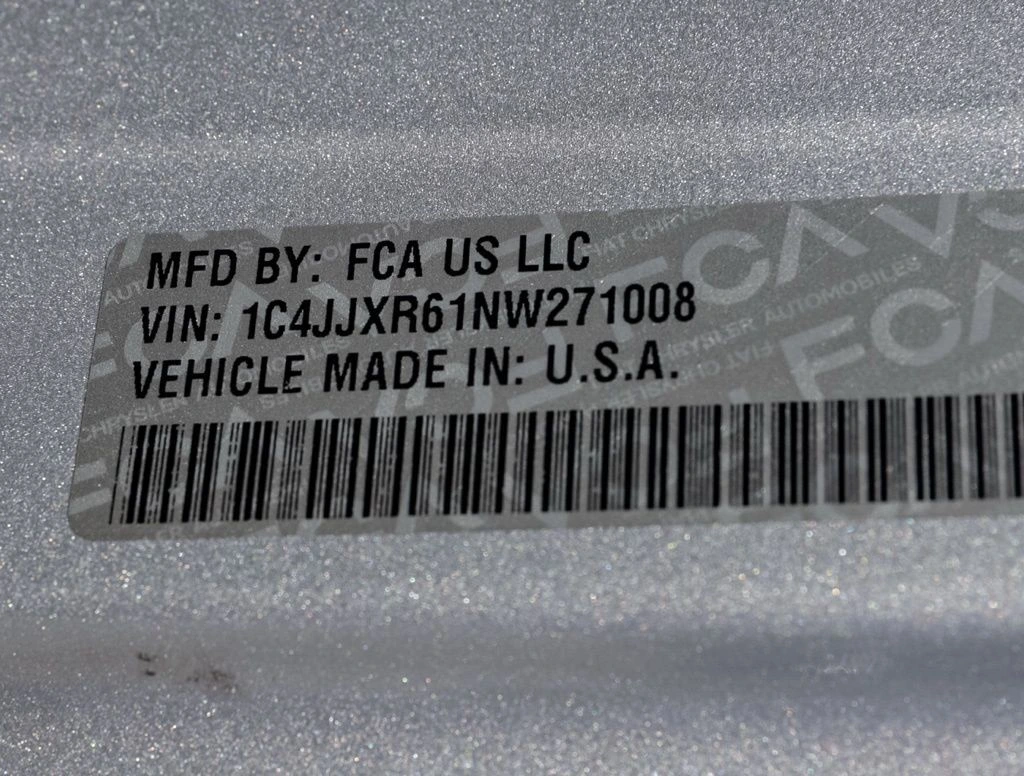 MFD BY: FCA US LLC
VIN: 1C4JJXR61NW271008
VEHICLE MADE IN: U.S.A.